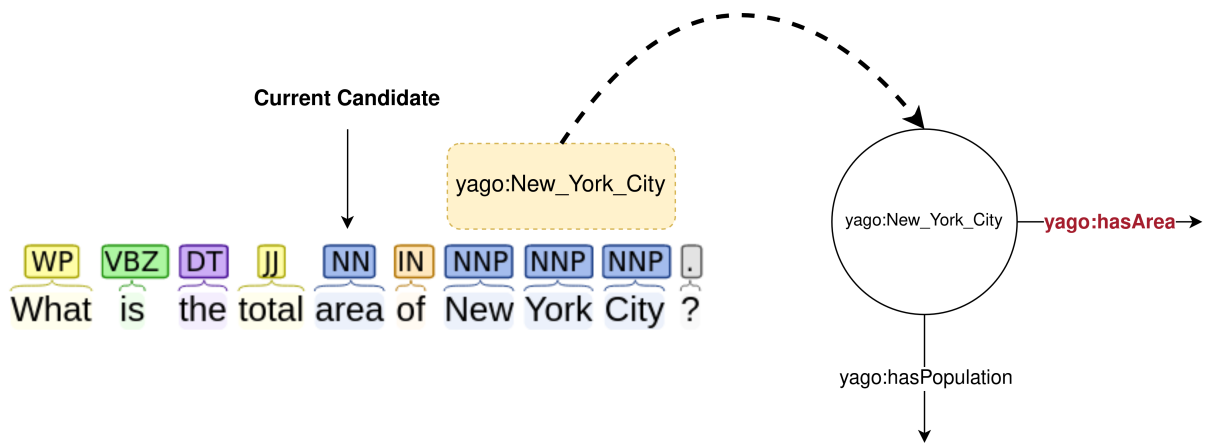 Current Candidate
yago:New_York_City
WP VBZ DT JJ NN IN NNP NNP NNP .
What is the total area of New York City ?
yago:New_York_City
yago:hasArea
yago:hasPopulation